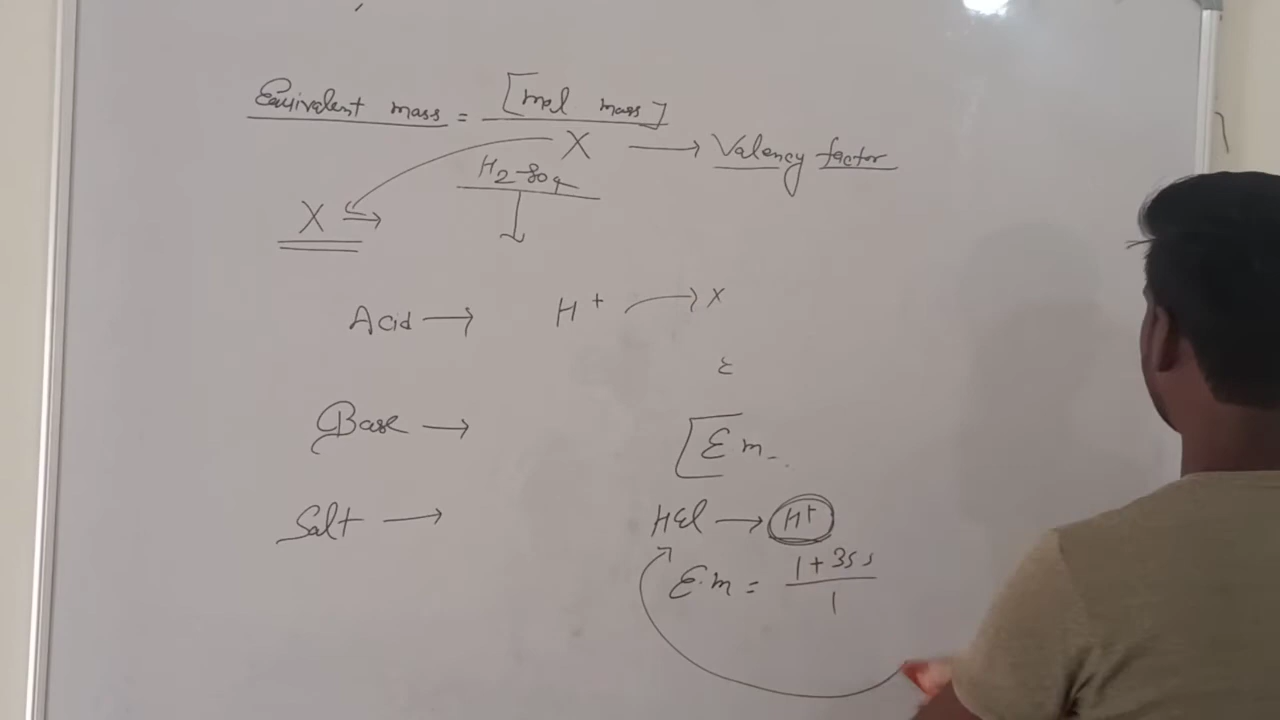 Equivalent mass = [mol mass]
X → Valency factor
H2SO4
X →
Acid → H+ → X
Base → [E m
Salt → HCl → H+
E.m = 1+35.5
1